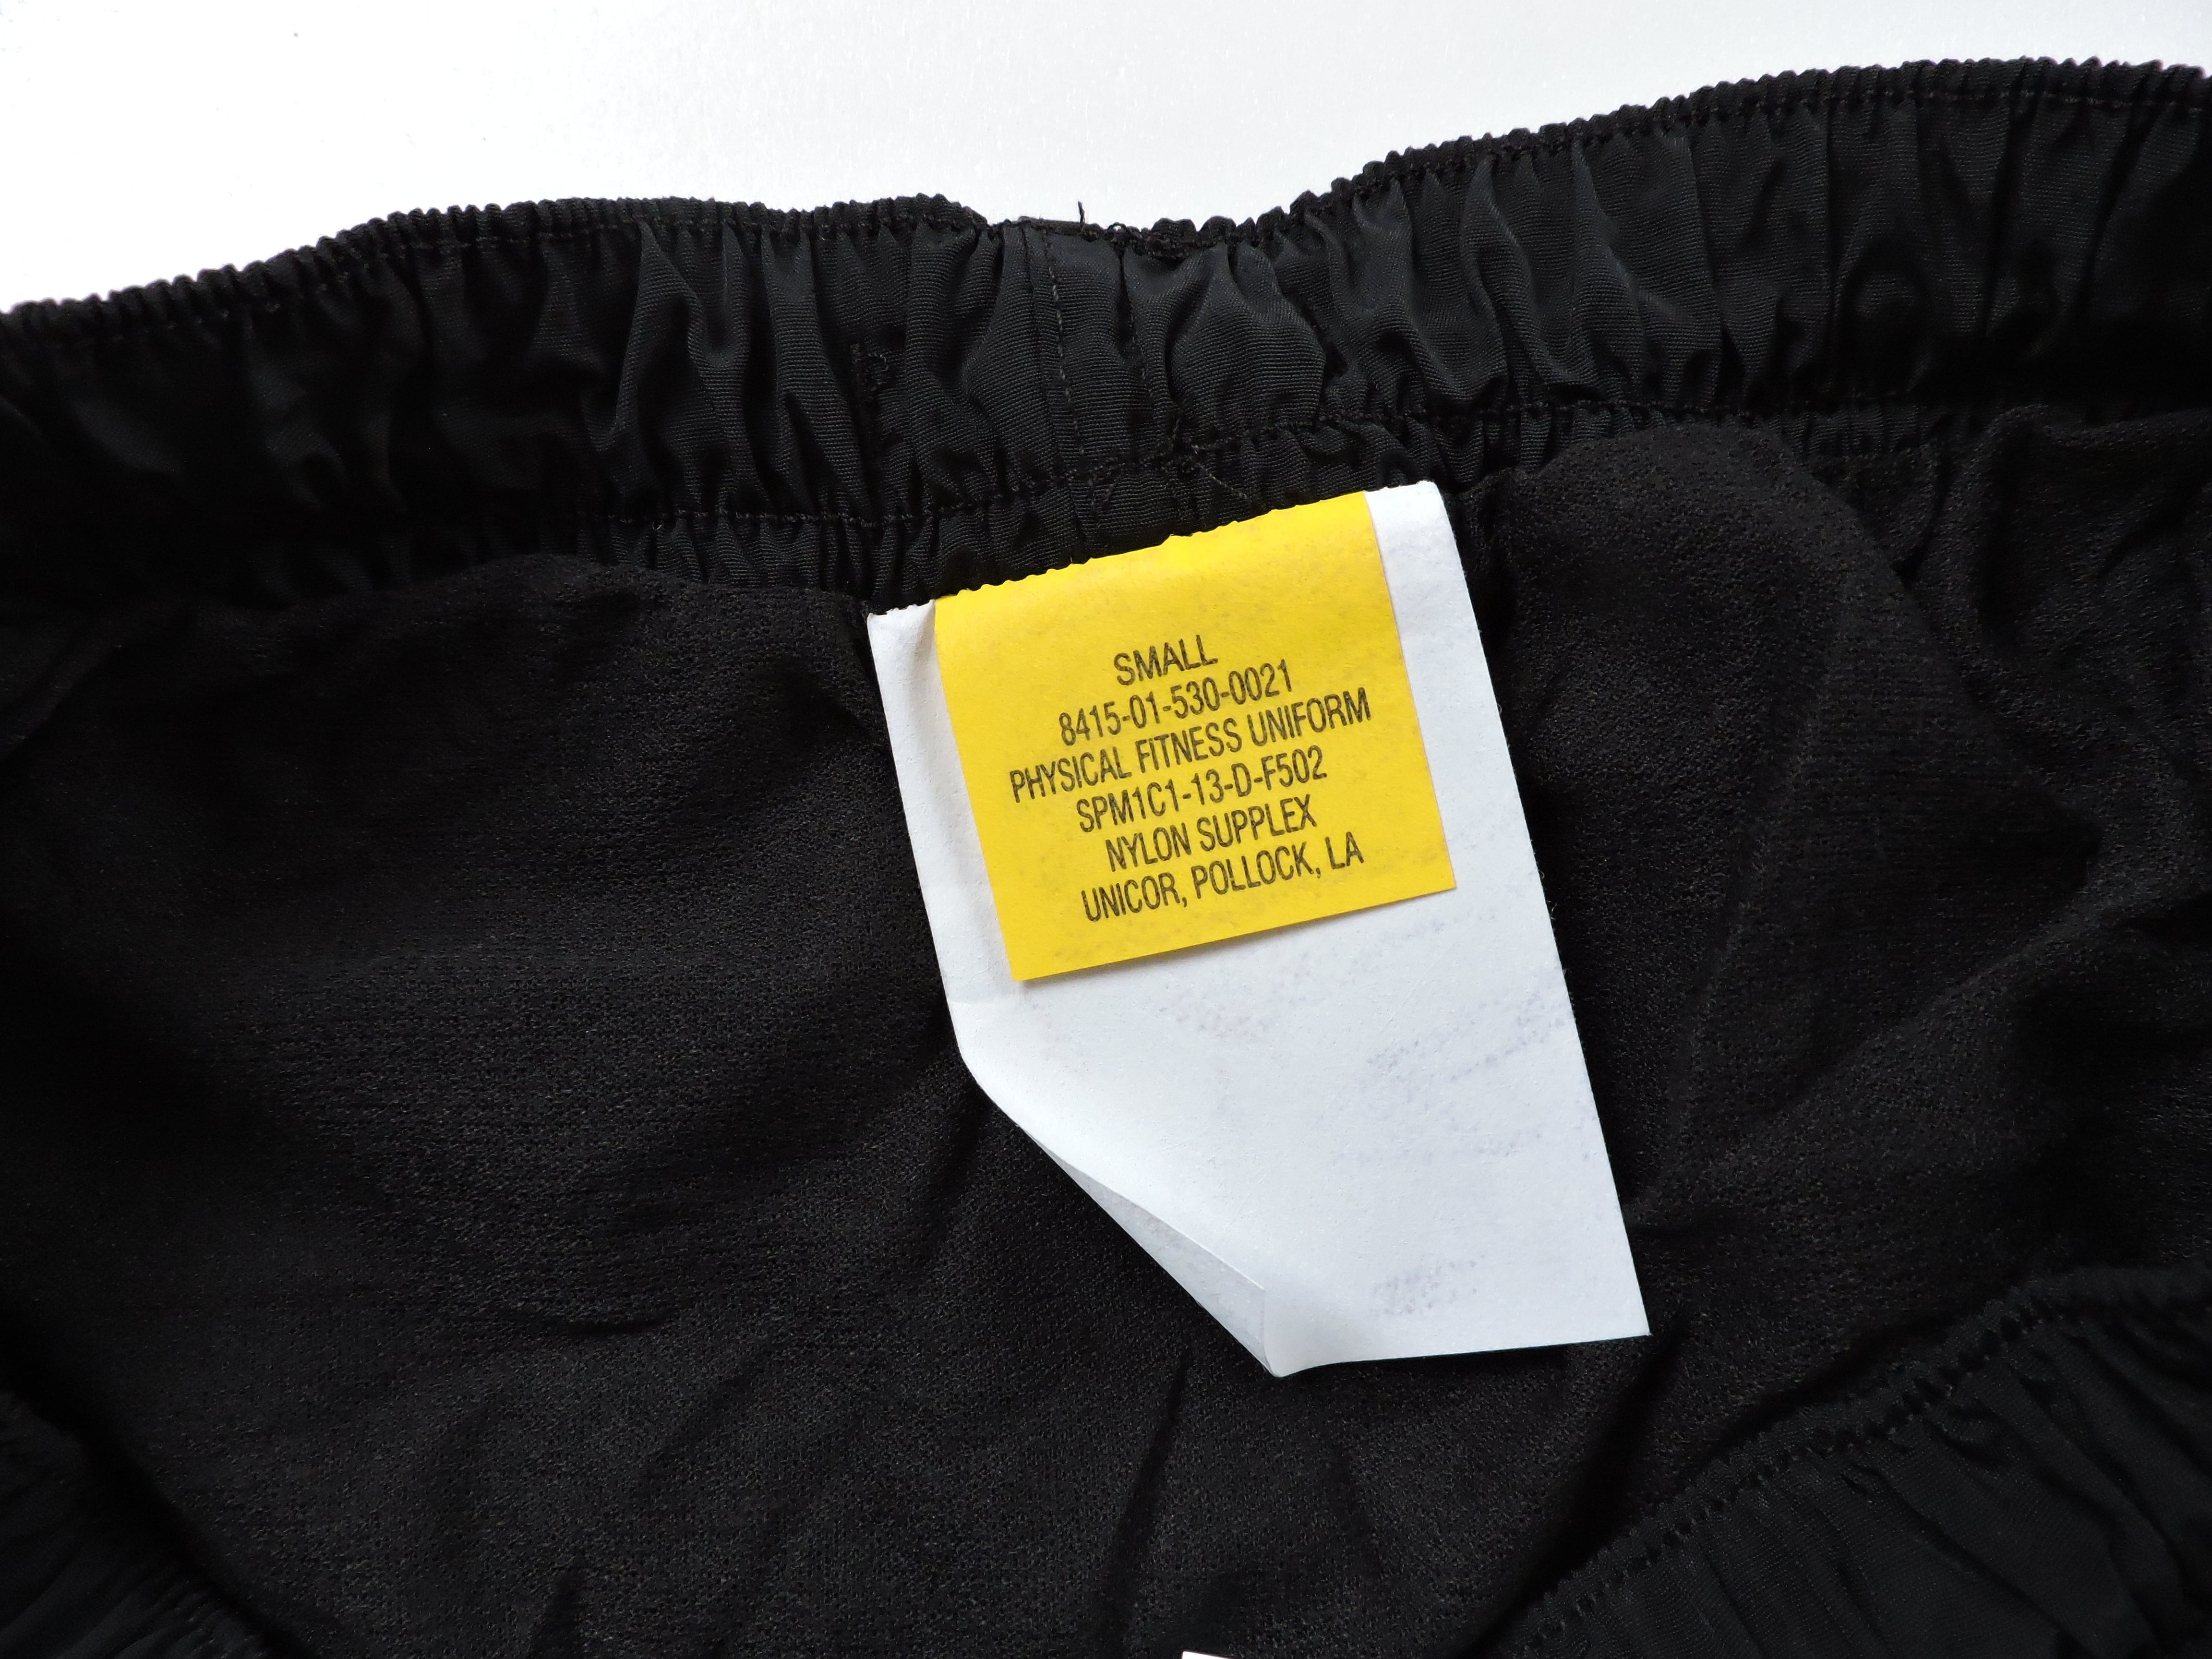 SMALL
8415-01-530-0021
PHYSICAL FITNESS UNIFORM
SPM1C1-13-D-F502
NYLON SUPPLEX
UNICOR, POLLOCK, LA